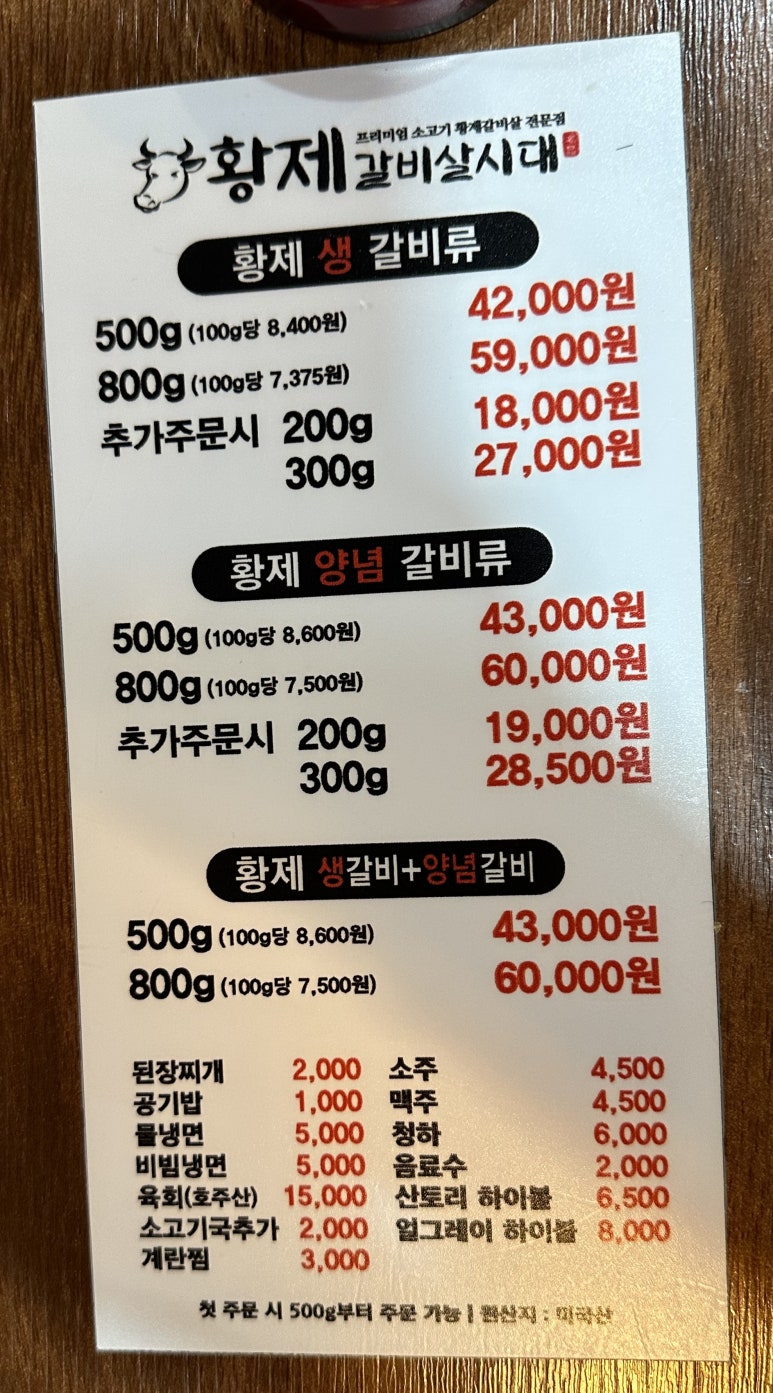 프리미엄 소고기 황제갈비살 전문점
황제 갈비살시대
황제 생 갈비류
500g (100g당 8,400원) 42,000원
800g (100g당 7,375원) 59,000원
추가주문시 200g 18,000원
300g 27,000원
황제 양념 갈비류
500g (100g당 8,600원) 43,000원
800g (100g당 7,500원) 60,000원
추가주문시 200g 19,000원
300g 28,500원
황제 생갈비+양념갈비
500g (100g당 8,600원) 43,000원
800g (100g당 7,500원) 60,000원
된장찌개 2,000 소주 4,500
공기밥 1,000 맥주 4,500
물냉면 5,000 청하 6,000
비빔냉면 5,000 음료수 2,000
육회(호주산) 15,000 산토리 하이볼 6,500
소고기국추가 2,000 얼그레이 하이볼 8,000
계란찜 3,000
첫 주문 시 500g부터 주문 가능 | 원산지 : 미국산